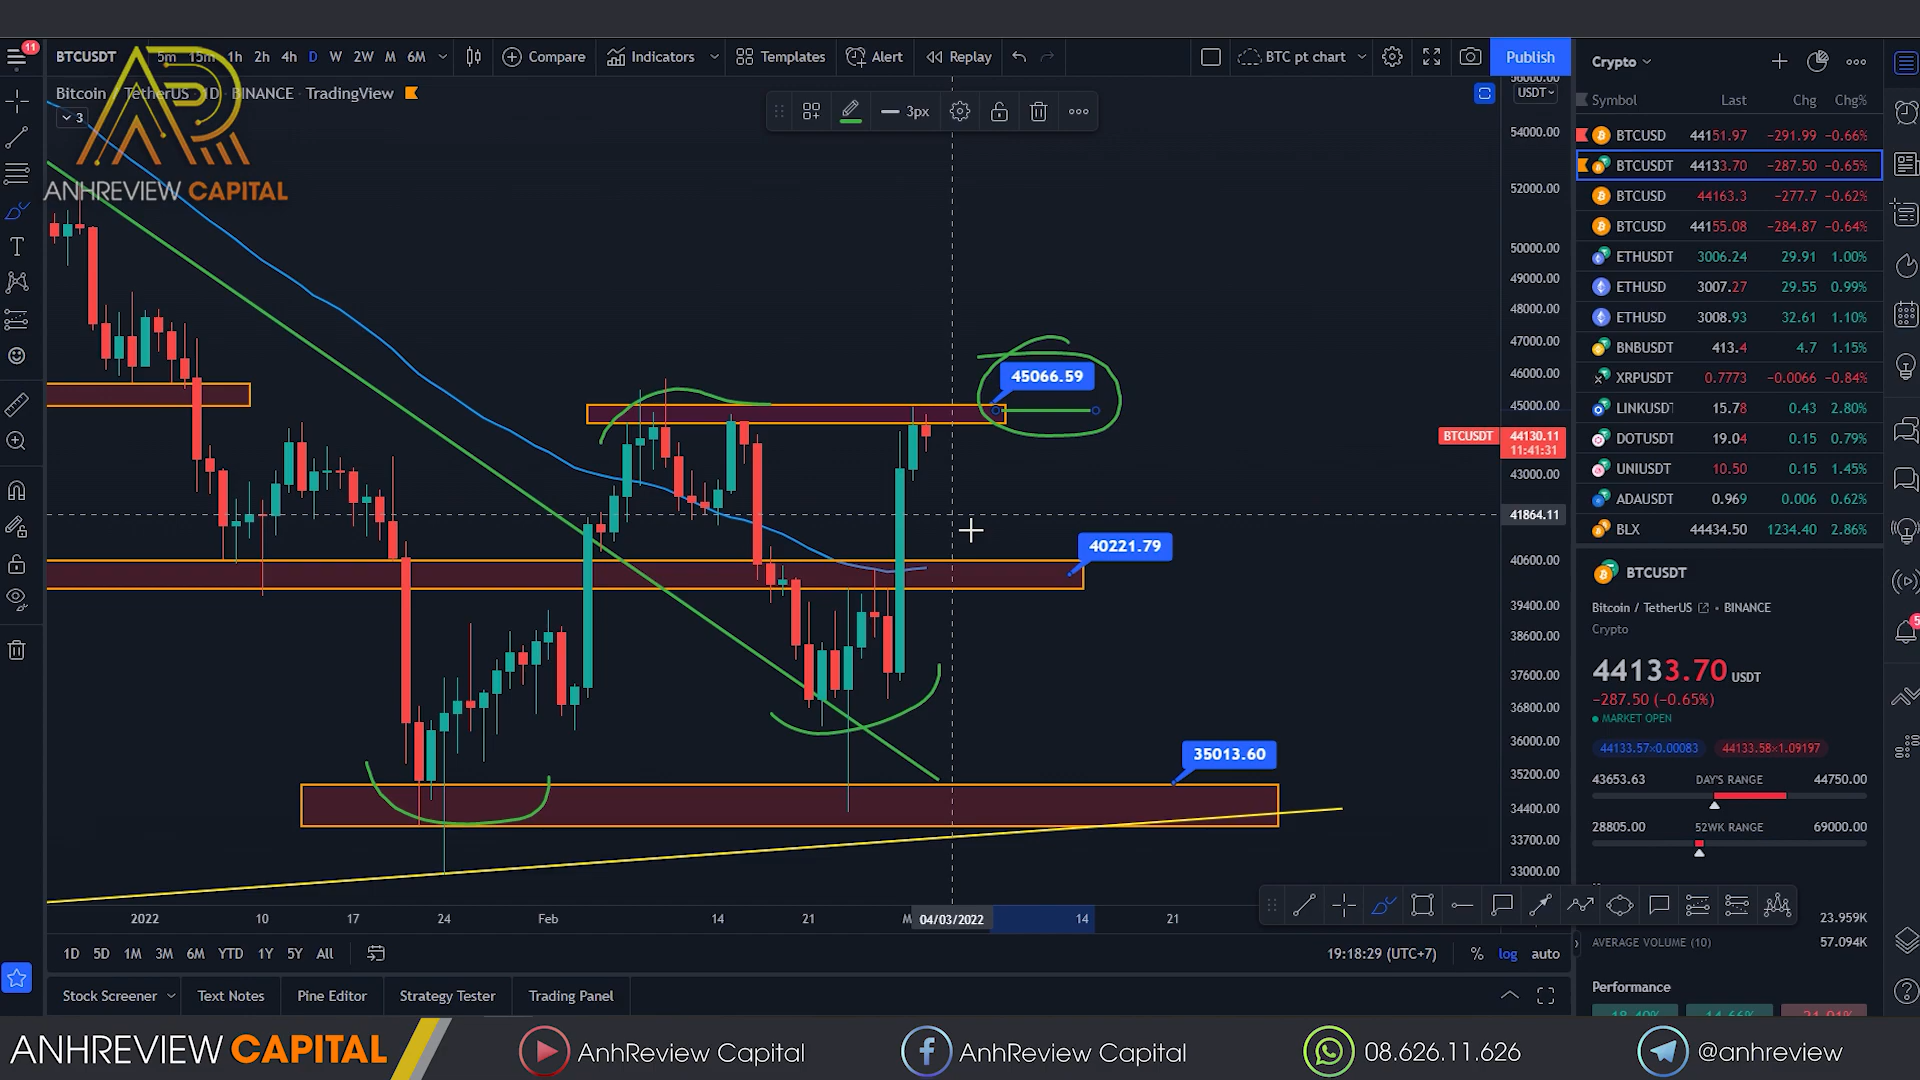 11
BTCUSDT 5m 15m 1h 2h 4h D W 2W M 6M Compare Indicators Templates Alert Replay BTC pt chart Publish
Bitcoin TetherUS 1D BINANCE TradingView
3
ANHREVIEW CAPITAL
3px
USDT
54000.00
52000.00
50000.00
49000.00
48000.00
47000.00
46000.00
45000.00
BTCUSDT 44130.11
11:41:31
43000.00
41864.11
40600.00
39400.00
38600.00
37600.00
36800.00
36000.00
35200.00
34400.00
33700.00
33000.00
45066.59
40221.79
35013.60
2022 10 17 24 Feb 14 21 M 04/03/2022 14 21
1D 5D 1M 3M 6M YTD 1Y 5Y All
19:18:29 (UTC+7) % log auto
Stock Screener Text Notes Pine Editor Strategy Tester Trading Panel
Crypto
Symbol Last Chg Chg%
BTCUSD 44151.97 −291.99 −0.66%
BTCUSDT 44133.70 −287.50 −0.65%
BTCUSD 44163.3 −277.7 −0.62%
BTCUSD 44155.08 −284.87 −0.64%
ETHUSDT 3006.24 29.91 1.00%
ETHUSD 3007.27 29.55 0.99%
ETHUSD 3008.93 32.61 1.10%
BNBUSDT 413.4 4.7 1.15%
XRPUSDT 0.7773 −0.0066 −0.84%
LINKUSDT 15.78 0.43 2.80%
DOTUSDT 19.04 0.15 0.79%
UNIUSDT 10.50 0.15 1.45%
ADAUSDT 0.969 0.006 0.62%
BLX 44434.50 1234.40 2.86%
BTCUSDT
Bitcoin / TetherUS • BINANCE
Crypto
44133.70 USDT
−287.50 (−0.65%)
MARKET OPEN
44133.57×0.00083 44133.58×1.09197
43653.63 DAY'S RANGE 44750.00
28805.00 52WK RANGE 69000.00
23.959K
AVERAGE VOLUME (10) 57.094K
Performance
ANHREVIEW CAPITAL AnhReview Capital AnhReview Capital 08.626.11.626 @anhreview